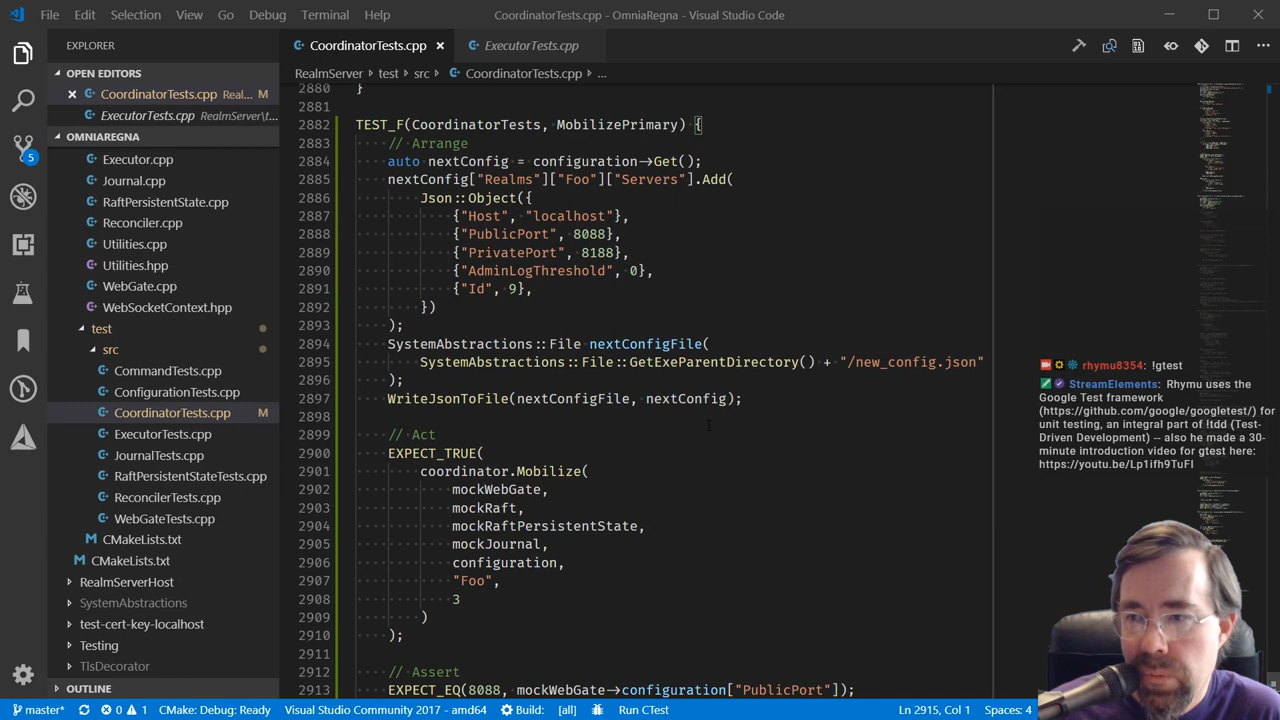 File Edit Selection View Go Debug Terminal Help
CoordinatorTests.cpp - OmniaRegna - Visual Studio Code
EXPLORER
OPEN EDITORS
CoordinatorTests.cpp Real... M
ExecutorTests.cpp RealmServer\t...
OMNIAREGNA
Executor.cpp
Journal.cpp
RaftPersistentState.cpp
Reconciler.cpp
Utilities.cpp
Utilities.hpp
WebGate.cpp
WebSocketContext.hpp
test
src
CommandTests.cpp
ConfigurationTests.cpp
CoordinatorTests.cpp M
ExecutorTests.cpp
JournalTests.cpp
RaftPersistentStateTests.cpp
ReconcilerTests.cpp
WebGateTests.cpp
CMakeLists.txt
CMakeLists.txt
RealmServerHost
SystemAbstractions
test-cert-key-localhost
Testing
TlsDecorator
OUTLINE
5
CoordinatorTests.cpp ExecutorTests.cpp
RealmServer > test > src > CoordinatorTests.cpp > ...
2880 }
2881
2882 TEST_F(CoordinatorTests, MobilizePrimary) {
2883 // Arrange
2884 auto nextConfig = configuration->Get();
2885 nextConfig["Realms"]["Foo"]["Servers"].Add(
2886 Json::Object({
2887 {"Host", "localhost"},
2888 {"PublicPort", 8088},
2889 {"PrivatePort", 8188},
2890 {"AdminLogThreshold", 0},
2891 {"Id", 9},
2892 })
2893 );
2894 SystemAbstractions::File nextConfigFile(
2895 SystemAbstractions::File::GetExeParentDirectory() + "/new_config.json"
2896 );
2897 WriteJsonToFile(nextConfigFile, nextConfig);
2898
2899 // Act
2900 EXPECT_TRUE(
2901 coordinator.Mobilize(
2902 mockWebGate,
2903 mockRaft,
2904 mockRaftPersistentState,
2905 mockJournal,
2906 configuration,
2907 "Foo",
2908 3
2909 )
2910 );
2911
2912 // Assert
2913 EXPECT_EQ(8088, mockWebGate->configuration["PublicPort"]);
rhymu8354: !gtest
StreamElements: Rhymu uses the
Google Test framework
(https://github.com/google/googletest/) for
unit testing, an integral part of !tdd (Test-
Driven Development) -- also he made a 30-
minute introduction video for gtest here:
https://youtu.be/Lp1ifh9TuFI
master* 0 1 CMake: Debug: Ready Visual Studio Community 2017 - amd64 Build: [all] Run CTest Ln 2915, Col 1 Spaces: 4